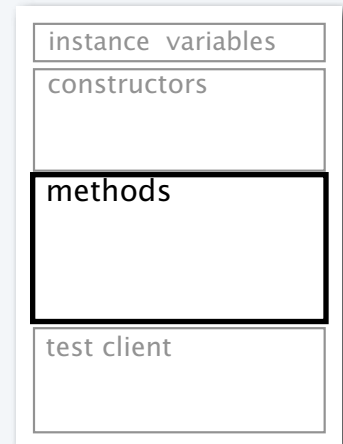 instance variables
constructors
methods
test client